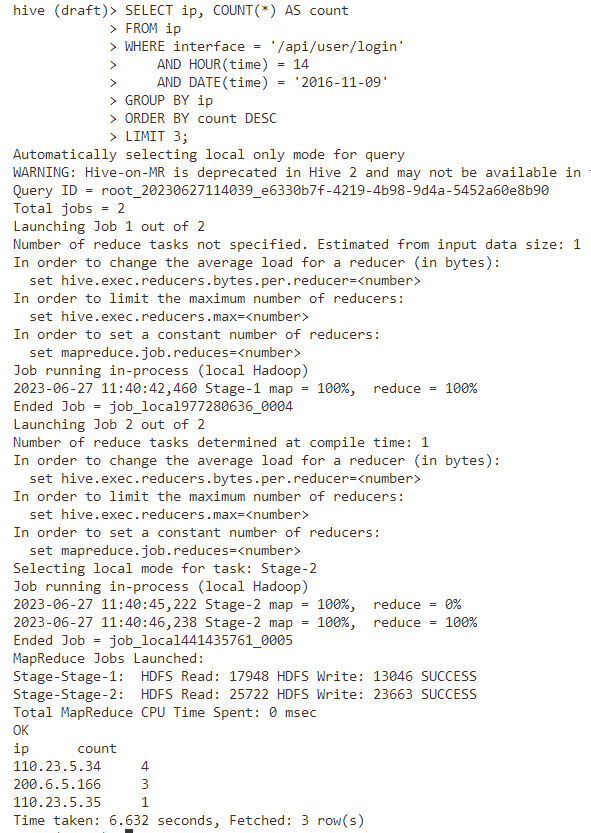 hive (draft)> SELECT ip, COUNT(*) AS count
            > FROM ip
            > WHERE interface = '/api/user/login'
            >     AND HOUR(time) = 14
            >     AND DATE(time) = '2016-11-09'
            > GROUP BY ip
            > ORDER BY count DESC
            > LIMIT 3;
Automatically selecting local only mode for query
WARNING: Hive-on-MR is deprecated in Hive 2 and may not be available in
Query ID = root_20230627114039_e6330b7f-4219-4b98-9d4a-5452a60e8b90
Total jobs = 2
Launching Job 1 out of 2
Number of reduce tasks not specified. Estimated from input data size: 1
In order to change the average load for a reducer (in bytes):
  set hive.exec.reducers.bytes.per.reducer=<number>
In order to limit the maximum number of reducers:
  set hive.exec.reducers.max=<number>
In order to set a constant number of reducers:
  set mapreduce.job.reduces=<number>
Job running in-process (local Hadoop)
2023-06-27 11:40:42,460 Stage-1 map = 100%,  reduce = 100%
Ended Job = job_local977280636_0004
Launching Job 2 out of 2
Number of reduce tasks determined at compile time: 1
In order to change the average load for a reducer (in bytes):
  set hive.exec.reducers.bytes.per.reducer=<number>
In order to limit the maximum number of reducers:
  set hive.exec.reducers.max=<number>
In order to set a constant number of reducers:
  set mapreduce.job.reduces=<number>
Selecting local mode for task: Stage-2
Job running in-process (local Hadoop)
2023-06-27 11:40:45,222 Stage-2 map = 100%,  reduce = 0%
2023-06-27 11:40:46,238 Stage-2 map = 100%,  reduce = 100%
Ended Job = job_local441435761_0005
MapReduce Jobs Launched:
Stage-Stage-1:  HDFS Read: 17948 HDFS Write: 13046 SUCCESS
Stage-Stage-2:  HDFS Read: 25722 HDFS Write: 23663 SUCCESS
Total MapReduce CPU Time Spent: 0 msec
OK
ip      count
110.23.5.34     4
200.6.5.166     3
110.23.5.35     1
Time taken: 6.632 seconds, Fetched: 3 row(s)